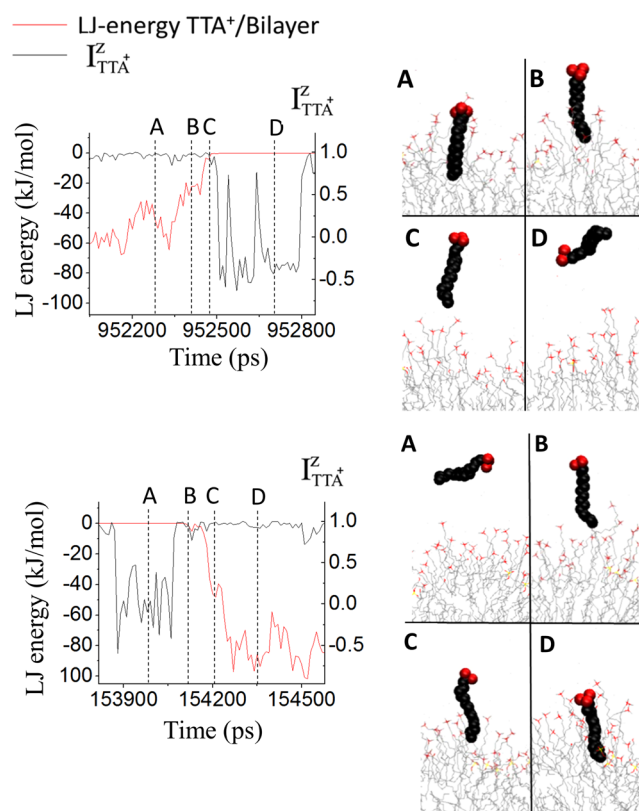 LJ-energy TTA⁺/Bilayer
I^Z_TTA⁺
I^Z_TTA⁺
A B C D
0
-20
-40
-60
-80
-100
1.0
0.5
0.0
-0.5
LJ energy (kJ/mol)
952200 952500 952800
Time (ps)
A B
C D
I^Z_TTA⁺
A B C D
0
-20
-40
-60
-80
100
1.0
0.5
0.0
-0.5
LJ energy (kJ/mol)
153900 154200 154500
Time (ps)
A B
C D